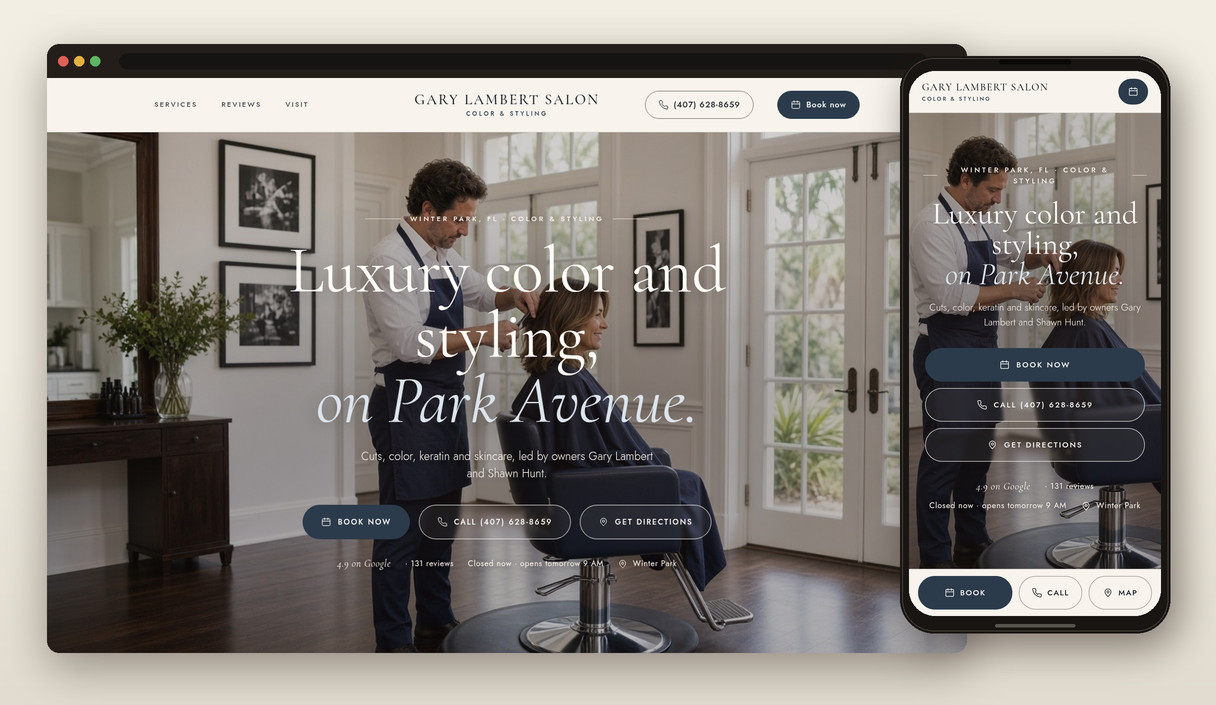 SERVICES REVIEWS VISIT
GARY LAMBERT SALON
COLOR & STYLING
(407) 628-8659
Book now
WINTER PARK, FL · COLOR & STYLING
Luxury color and
styling,
on Park Avenue.
Cuts, color, keratin and skincare, led by owners Gary Lambert
and Shawn Hunt.
BOOK NOW
CALL (407) 628-8659
GET DIRECTIONS
4.9 on Google · 131 reviews Closed now · opens tomorrow 9 AM Winter Park
GARY LAMBERT SALON
COLOR & STYLING
WINTER PARK, FL · COLOR &
STYLING
Luxury color and
styling,
on Park Avenue.
Cuts, color, keratin and skincare, led by owners Gary
Lambert and Shawn Hunt.
BOOK NOW
CALL (407) 628-8659
GET DIRECTIONS
4.9 on Google · 131 reviews
Closed now · opens tomorrow 9 AM Winter Park
BOOK
CALL
MAP